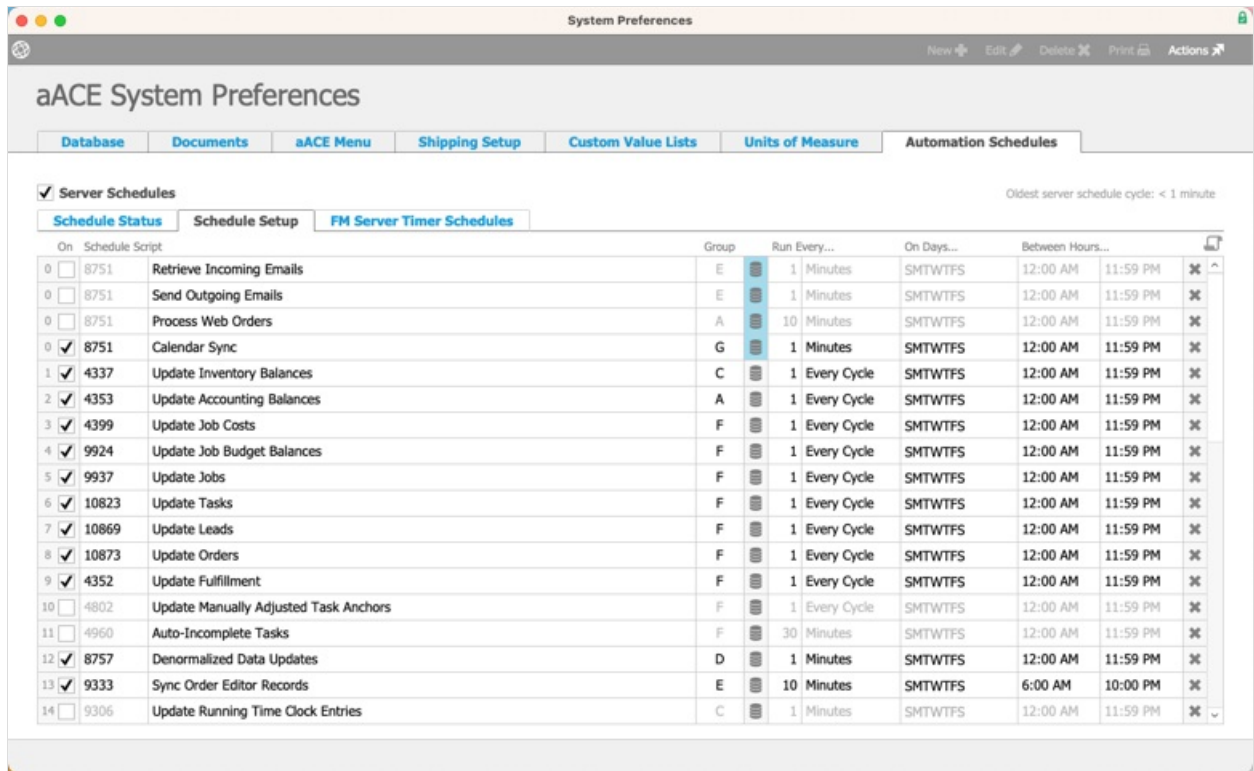 System Preferences
New Edit Delete Print Actions
aACE System Preferences
Database Documents aACE Menu Shipping Setup Custom Value Lists Units of Measure Automation Schedules
Server Schedules Oldest server schedule cycle: < 1 minute
Schedule Status Schedule Setup FM Server Timer Schedules
On Schedule Script Group Run Every... On Days... Between Hours...
0 8751 Retrieve Incoming Emails E 1 Minutes SMTWTFS 12:00 AM 11:59 PM
0 8751 Send Outgoing Emails E 1 Minutes SMTWTFS 12:00 AM 11:59 PM
0 8751 Process Web Orders A 10 Minutes SMTWTFS 12:00 AM 11:59 PM
0 8751 Calendar Sync G 1 Minutes SMTWTFS 12:00 AM 11:59 PM
1 4337 Update Inventory Balances C 1 Every Cycle SMTWTFS 12:00 AM 11:59 PM
2 4353 Update Accounting Balances A 1 Every Cycle SMTWTFS 12:00 AM 11:59 PM
3 4399 Update Job Costs F 1 Every Cycle SMTWTFS 12:00 AM 11:59 PM
4 9924 Update Job Budget Balances F 1 Every Cycle SMTWTFS 12:00 AM 11:59 PM
5 9937 Update Jobs F 1 Every Cycle SMTWTFS 12:00 AM 11:59 PM
6 10823 Update Tasks F 1 Every Cycle SMTWTFS 12:00 AM 11:59 PM
7 10869 Update Leads F 1 Every Cycle SMTWTFS 12:00 AM 11:59 PM
8 10873 Update Orders F 1 Every Cycle SMTWTFS 12:00 AM 11:59 PM
9 4352 Update Fulfillment F 1 Every Cycle SMTWTFS 12:00 AM 11:59 PM
10 4802 Update Manually Adjusted Task Anchors F 1 Every Cycle SMTWTFS 12:00 AM 11:59 PM
11 4960 Auto-Incomplete Tasks F 30 Minutes SMTWTFS 12:00 AM 11:59 PM
12 8757 Denormalized Data Updates D 1 Minutes SMTWTFS 12:00 AM 11:59 PM
13 9333 Sync Order Editor Records E 10 Minutes SMTWTFS 6:00 AM 10:00 PM
14 9306 Update Running Time Clock Entries C 1 Minutes SMTWTFS 12:00 AM 11:59 PM